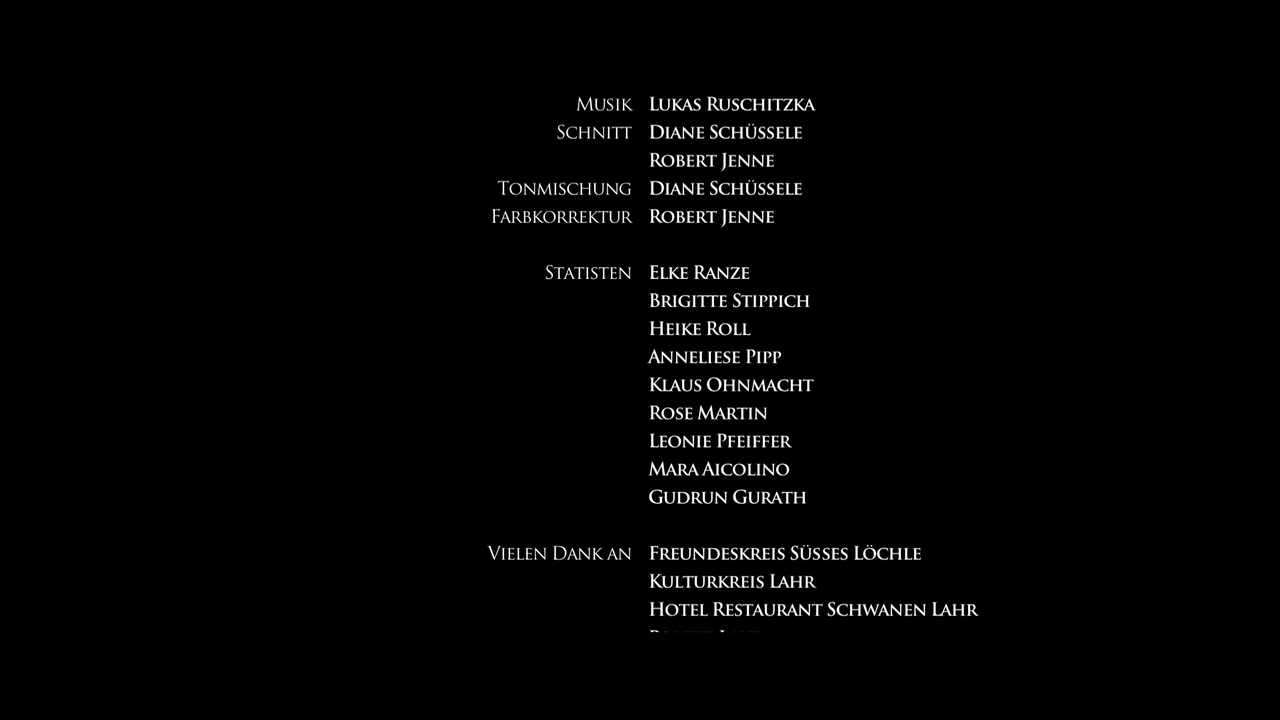 Musik Lukas Ruschitzka
Schnitt Diane Schüssele
Robert Jenne
Tonmischung Diane Schüssele
Farbkorrektur Robert Jenne
Statisten Elke Ranze
Brigitte Stippich
Heike Roll
Anneliese Pipp
Klaus Ohnmacht
Rose Martin
Leonie Pfeiffer
Mara Aicolino
Gudrun Gurath
Vielen Dank an Freundeskreis Süsses Löchle
Kulturkreis Lahr
Hotel Restaurant Schwanen Lahr